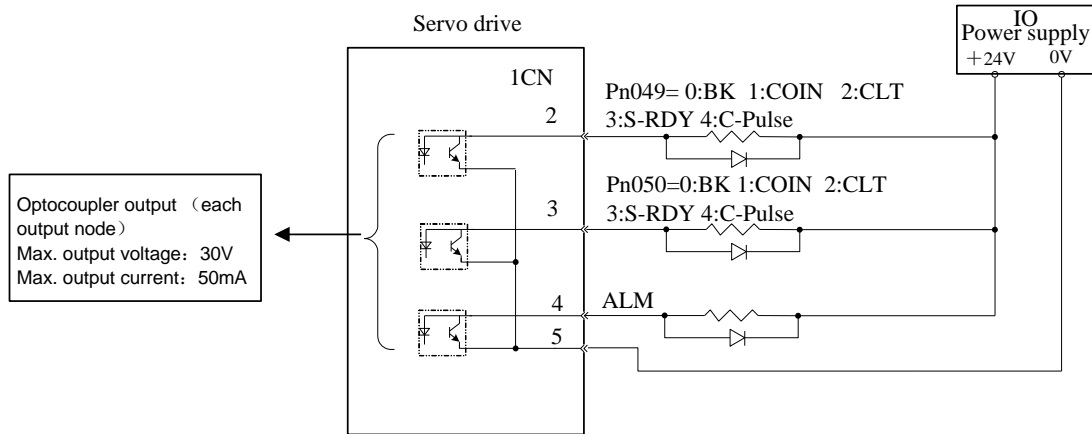 Servo drive
IO
Power supply
＋24V 0V
1CN
Pn049= 0:BK 1:COIN 2:CLT
2 3:S-RDY 4:C-Pulse
Pn050=0:BK 1:COIN 2:CLT
3 3:S-RDY 4:C-Pulse
Optocoupler output （each
output node）
Max. output voltage：30V
Max. output current：50mA
4 ALM
5